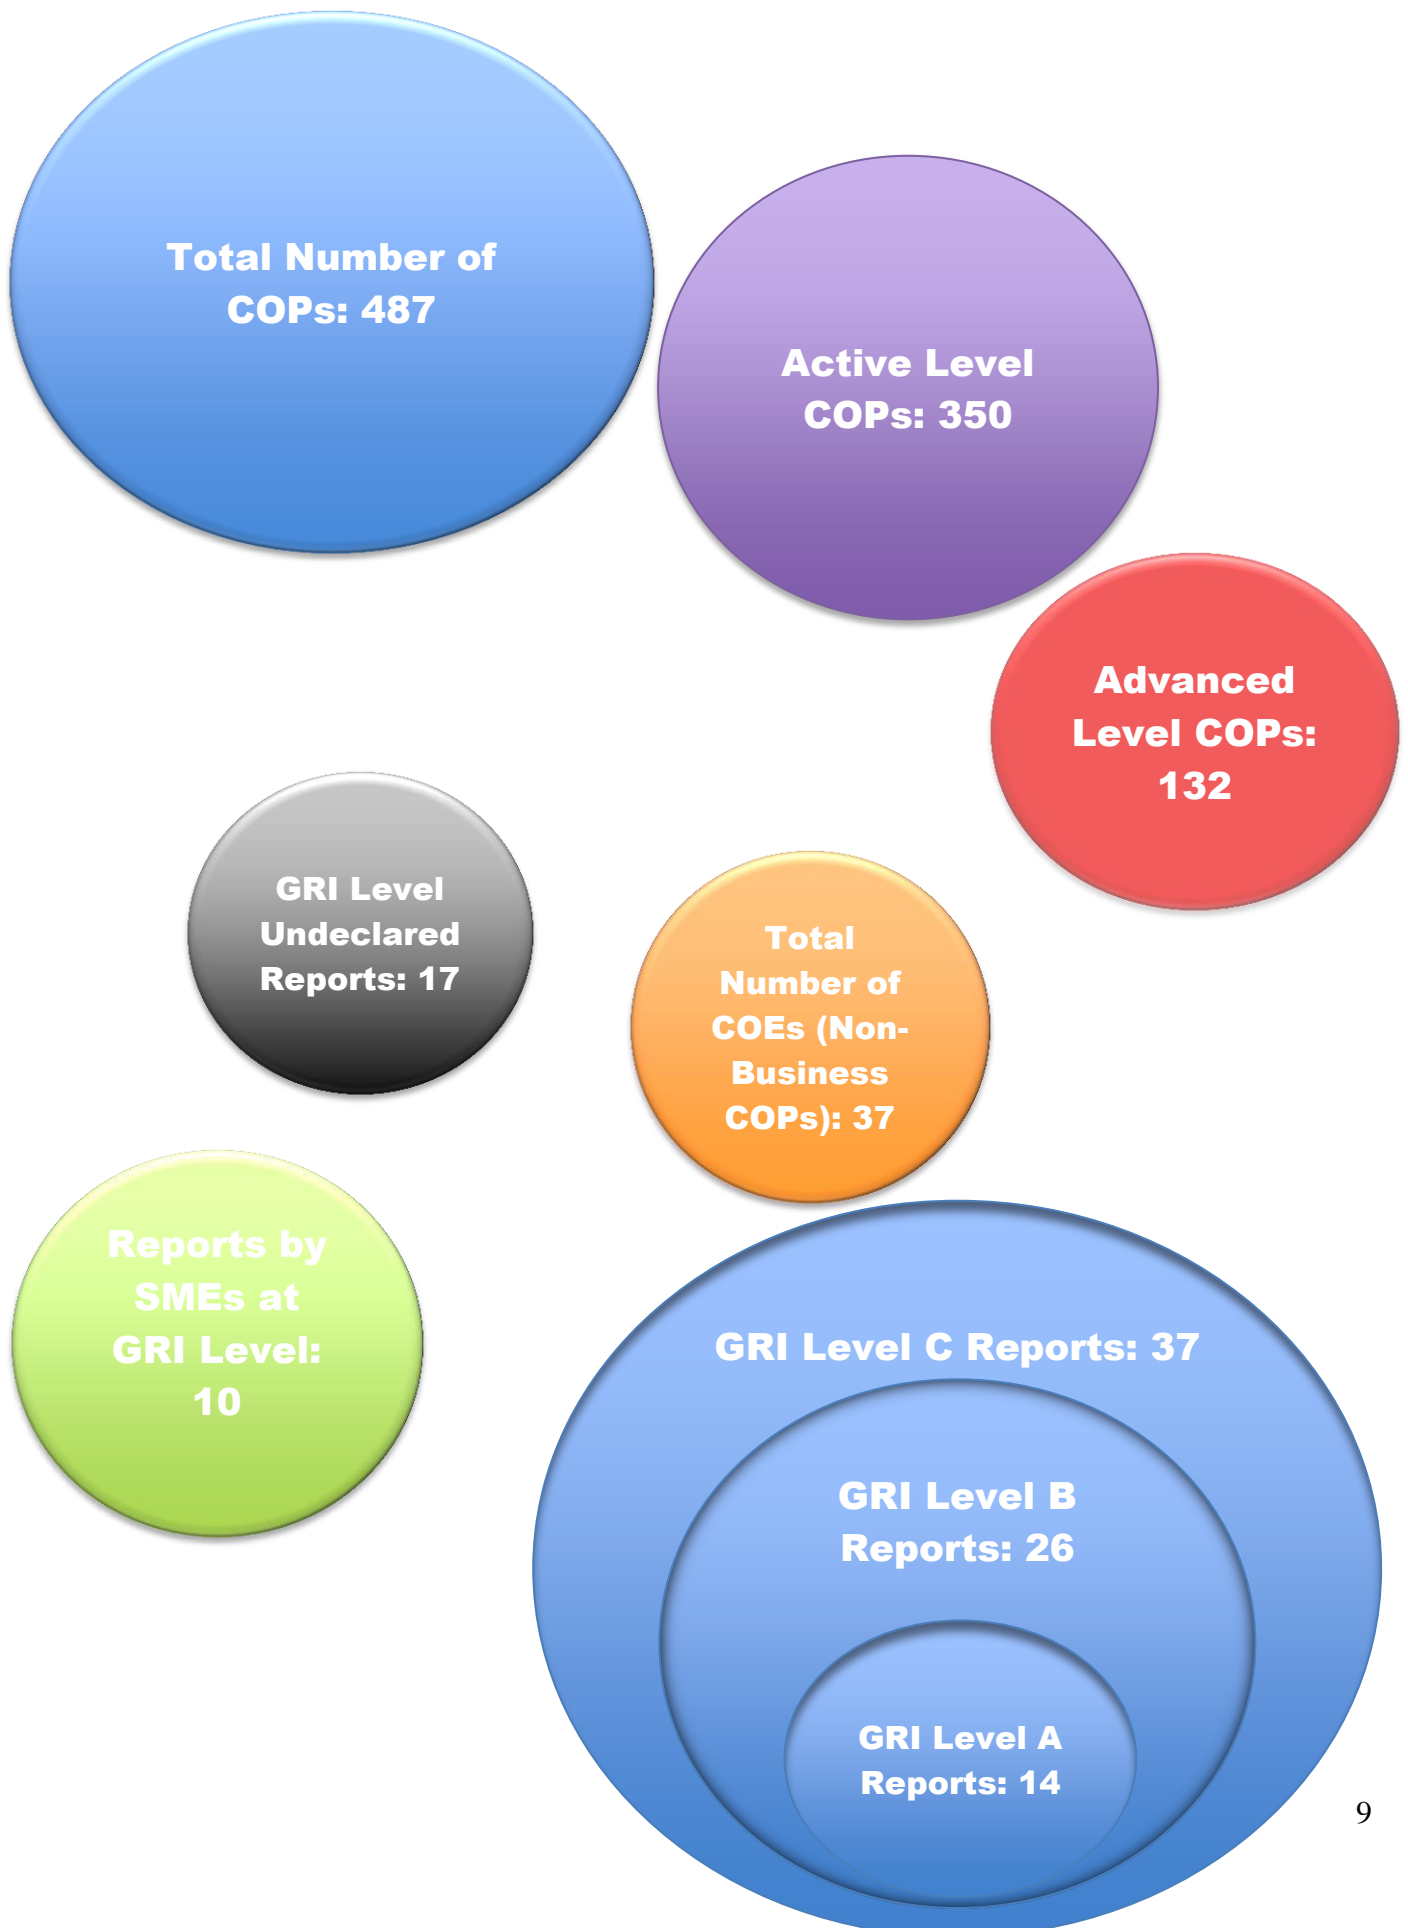 Total Number of
COPs: 487
Active Level
COPs: 350
Advanced
Level COPs:
132
GRI Level
Undeclared
Reports: 17
Total
Number of
COEs (Non-
Business
COPs): 37
Reports by
SMEs at
GRI Level:
10
GRI Level C Reports: 37
GRI Level B
Reports: 26
GRI Level A
Reports: 14
9